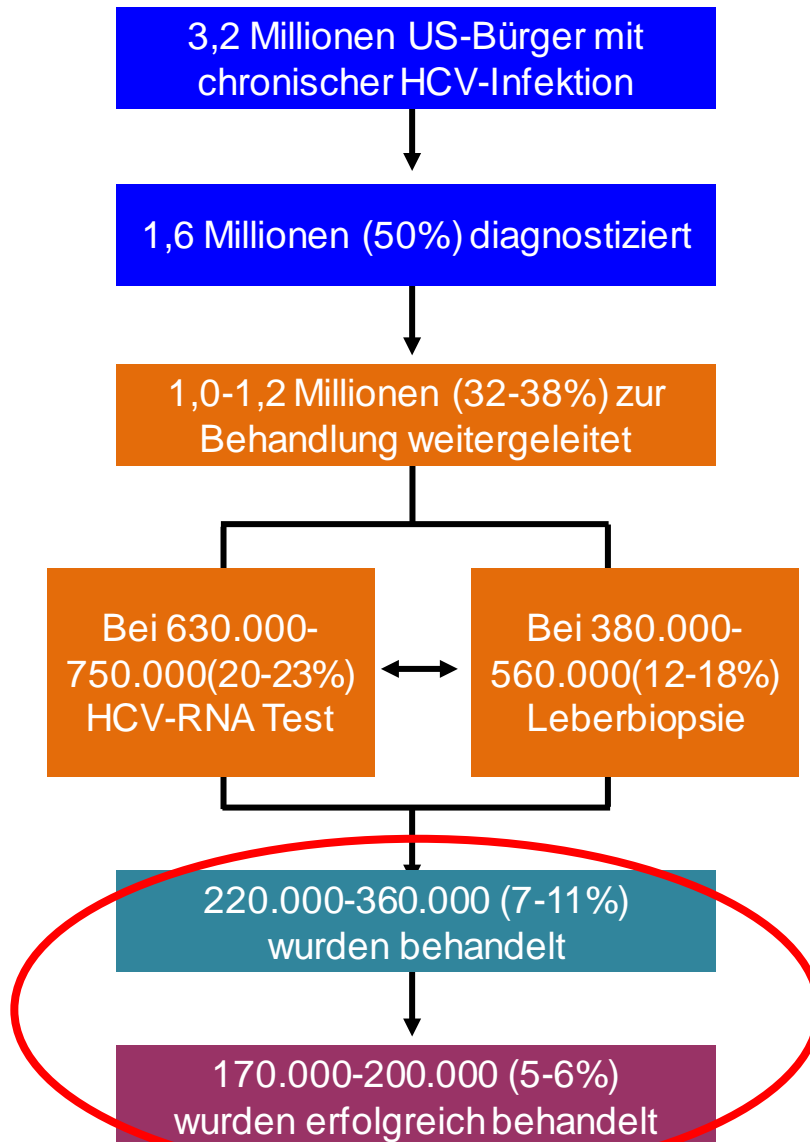 3,2 Millionen US-Bürger mit
chronischer HCV-Infektion
1,6 Millionen (50%) diagnostiziert
1,0-1,2 Millionen (32-38%) zur
Behandlung weitergeleitet
Bei 630.000-
750.000(20-23%)
HCV-RNA Test
Bei 380.000-
560.000(12-18%)
Leberbiopsie
220.000-360.000 (7-11%)
wurden behandelt
170.000-200.000 (5-6%)
wurden erfolgreich behandelt